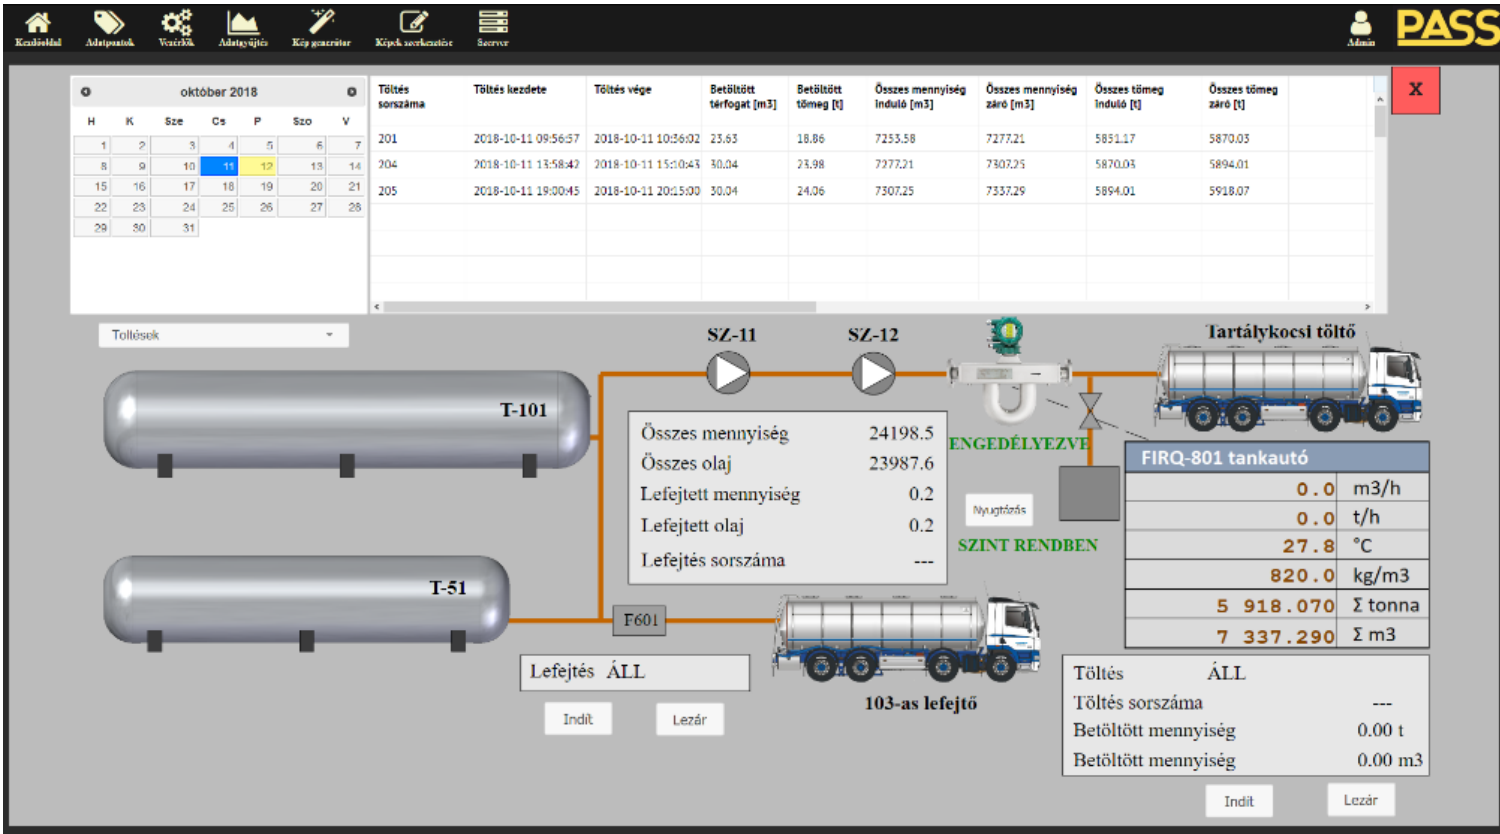 Kezdőoldal Adatpontok Vezérlők Adatgyűjtés Kép generátor Képek szerkesztése Szerver Admin PASS
október 2018
H K Sze Cs P Szo V
1 2 3 4 5 6 7
8 9 10 11 12 13 14
15 16 17 18 19 20 21
22 23 24 25 26 27 28
29 30 31
Töltés sorszáma Töltés kezdete Töltés vége Betöltött térfogat [m3] Betöltött tömeg [t] Összes mennyiség induló [m3] Összes mennyiség záró [m3] Összes tömeg induló [t] Összes tömeg záró [t]
201 2018-10-11 09:56:57 2018-10-11 10:36:02 23.63 18.86 7253.58 7277.21 5851.17 5870.03
204 2018-10-11 13:58:42 2018-10-11 15:10:43 30.04 23.98 7277.21 7307.25 5870.03 5894.01
205 2018-10-11 19:00:45 2018-10-11 20:15:00 30.04 24.06 7307.25 7337.29 5894.01 5918.07
X
Toltések
SZ-11
SZ-12
Tartálykocsi töltő
T-101
Összes mennyiség 24198.5
Összes olaj 23987.6
Lefejtett mennyiség 0.2
Lefejtett olaj 0.2
Lefejtés sorszáma ---
ENGEDÉLYEZVE
Nyugtázás
SZINT RENDBEN
FIRQ-801 tankautó
0.0 m3/h
0.0 t/h
27.8 °C
820.0 kg/m3
5 918.070 Σ tonna
7 337.290 Σ m3
T-51
F601
Lefejtés ÁLL
Indít Lezár
103-as lefejtő
Töltés ÁLL
Töltés sorszáma ---
Betöltött mennyiség 0.00 t
Betöltött mennyiség 0.00 m3
Indít Lezár